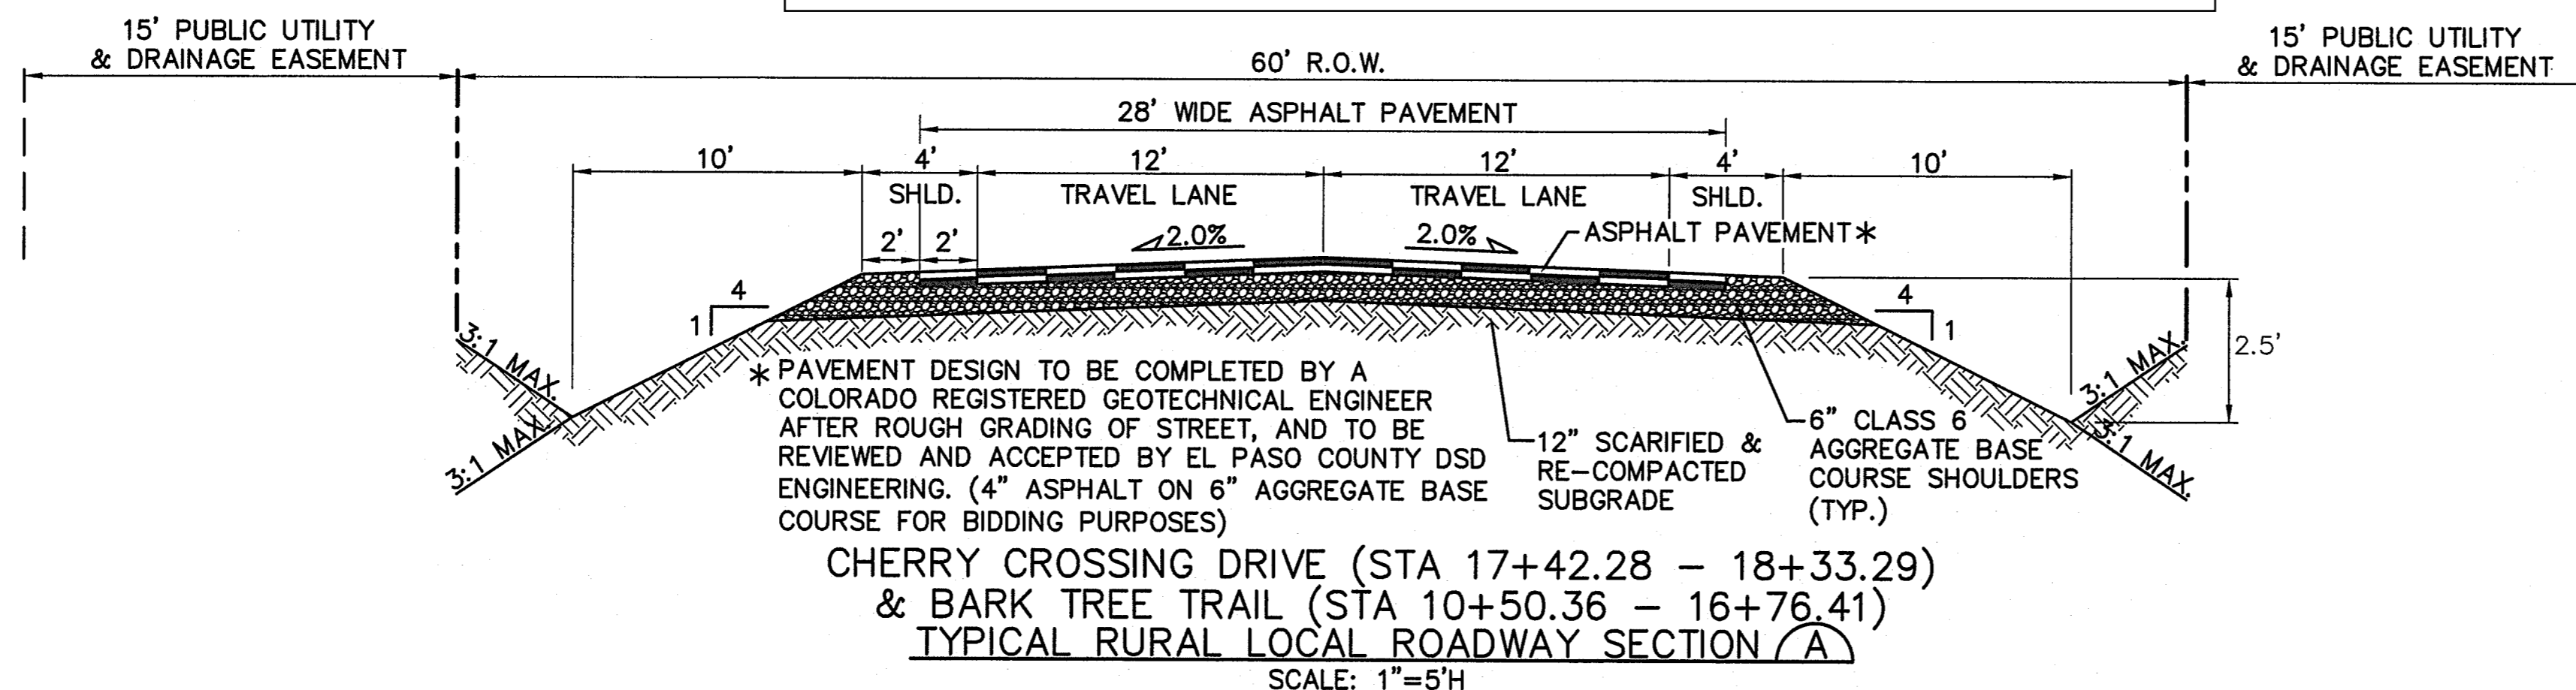 15' PUBLIC UTILITY
& DRAINAGE EASEMENT
60' R.O.W.
15' PUBLIC UTILITY
& DRAINAGE EASEMENT
28' WIDE ASPHALT PAVEMENT
10'
4'
12'
12'
4'
10'
SHLD.
TRAVEL LANE
TRAVEL LANE
SHLD.
2'
2'
2.0%
2.0%
ASPHALT PAVEMENT*
4
1
4
1
2.5'
3:1 MAX.
3:1 MAX.
3:1 MAX.
3:1 MAX.
* PAVEMENT DESIGN TO BE COMPLETED BY A
COLORADO REGISTERED GEOTECHNICAL ENGINEER
AFTER ROUGH GRADING OF STREET, AND TO BE
REVIEWED AND ACCEPTED BY EL PASO COUNTY DSD
ENGINEERING. (4" ASPHALT ON 6" AGGREGATE BASE
COURSE FOR BIDDING PURPOSES)
12" SCARIFIED &
RE-COMPACTED
SUBGRADE
6" CLASS 6
AGGREGATE BASE
COURSE SHOULDERS
(TYP.)
CHERRY CROSSING DRIVE (STA 17+42.28 - 18+33.29)
& BARK TREE TRAIL (STA 10+50.36 - 16+76.41)
TYPICAL RURAL LOCAL ROADWAY SECTION A
SCALE: 1"=5'H